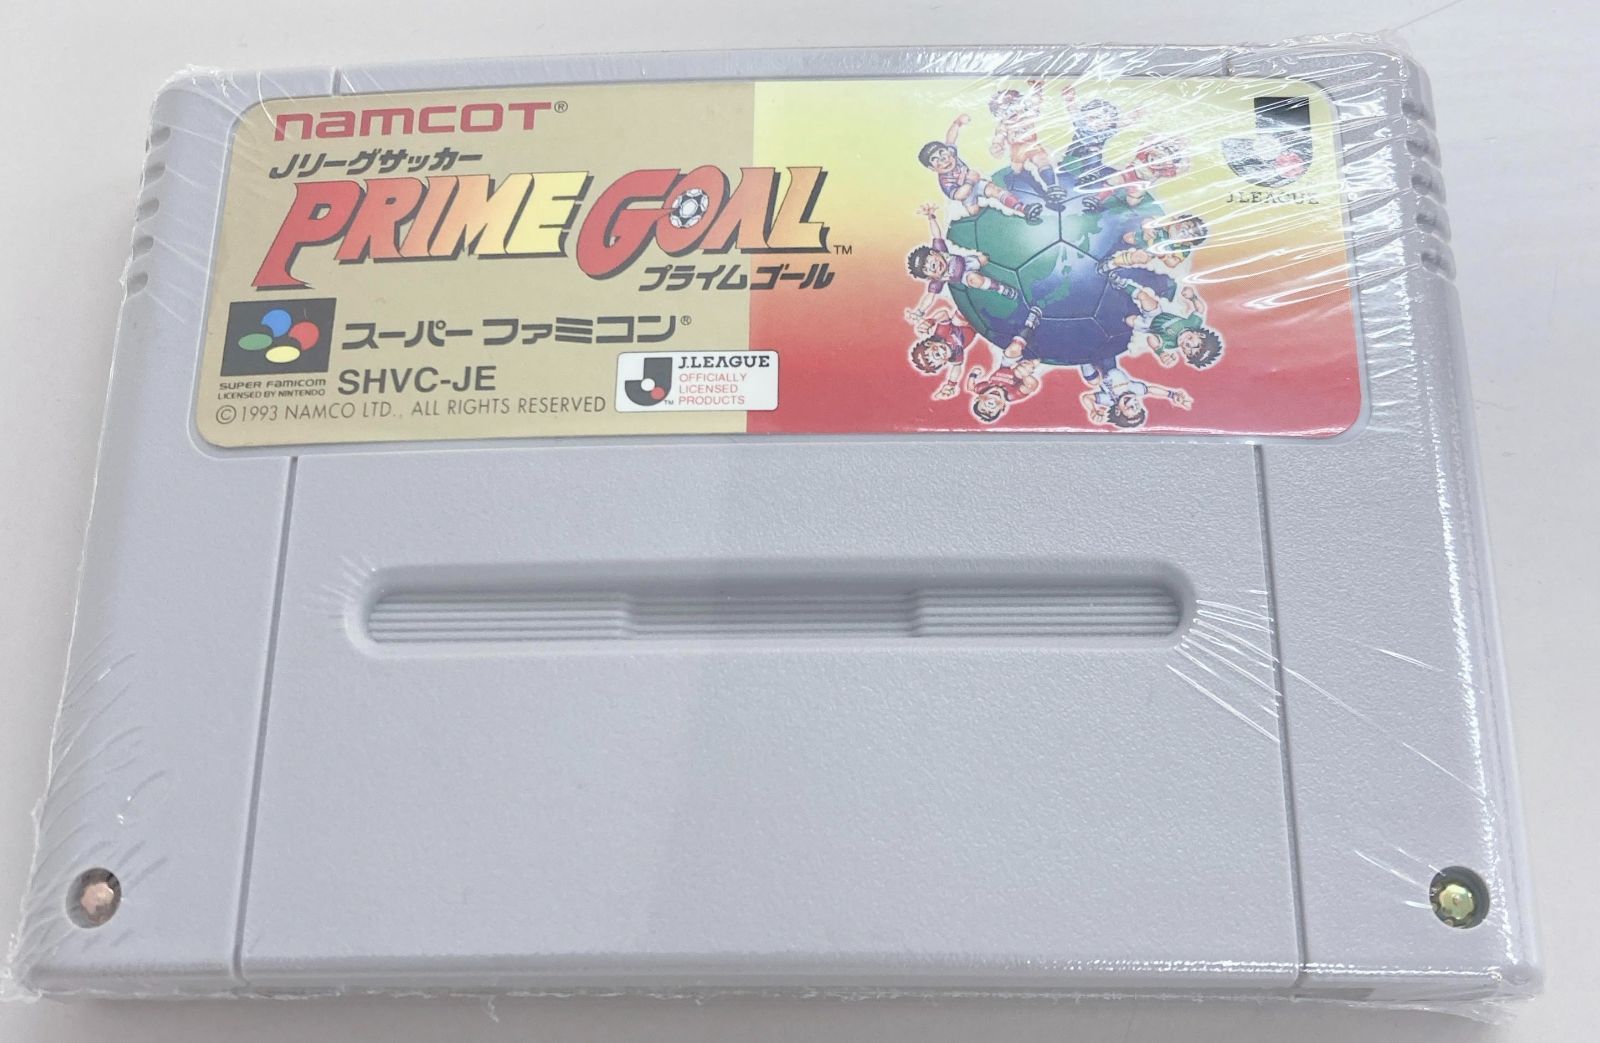 namcot®
Jリーグサッカー
PRIME GOAL™
プライムゴール
スーパーファミコン®
SUPER FAMICOM
LICENSED BY NINTENDO
SHVC-JE
©1993 NAMCO LTD., ALL RIGHTS RESERVED
J.LEAGUE
OFFICIALLY
LICENSED
PRODUCTS
TM
J.LEAGUE